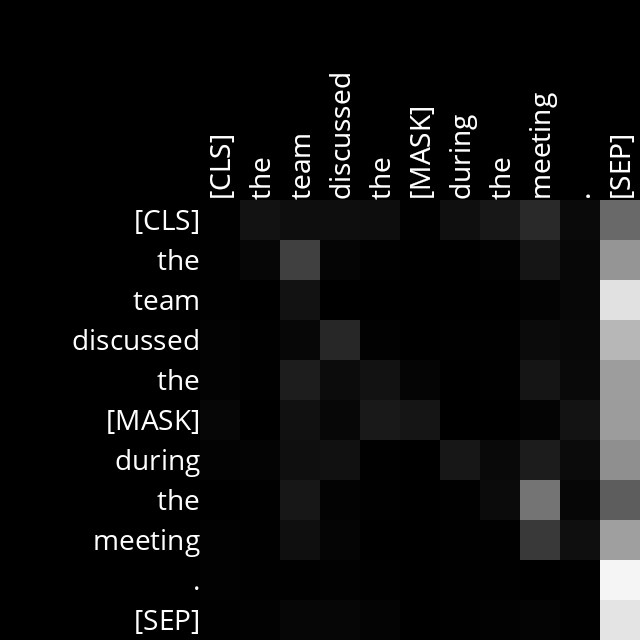 [CLS] the team discussed the [MASK] during the meeting . [SEP]
[CLS]
the
team
discussed
the
[MASK]
during
the
meeting
.
[SEP]